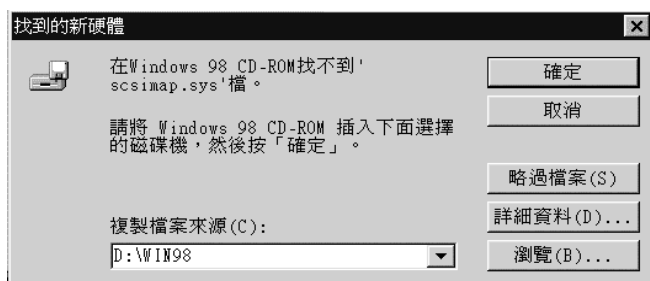 找到的新硬體
在Windows 98 CD-ROM找不到'
scsimap.sys'檔。
請將 Windows 98 CD-ROM 插入下面選擇
的磁碟機，然後按「確定」。
複製檔案來源(C):
D:\WIN98
確定
取消
略過檔案(S)
詳細資料(D)...
瀏覽(B)...